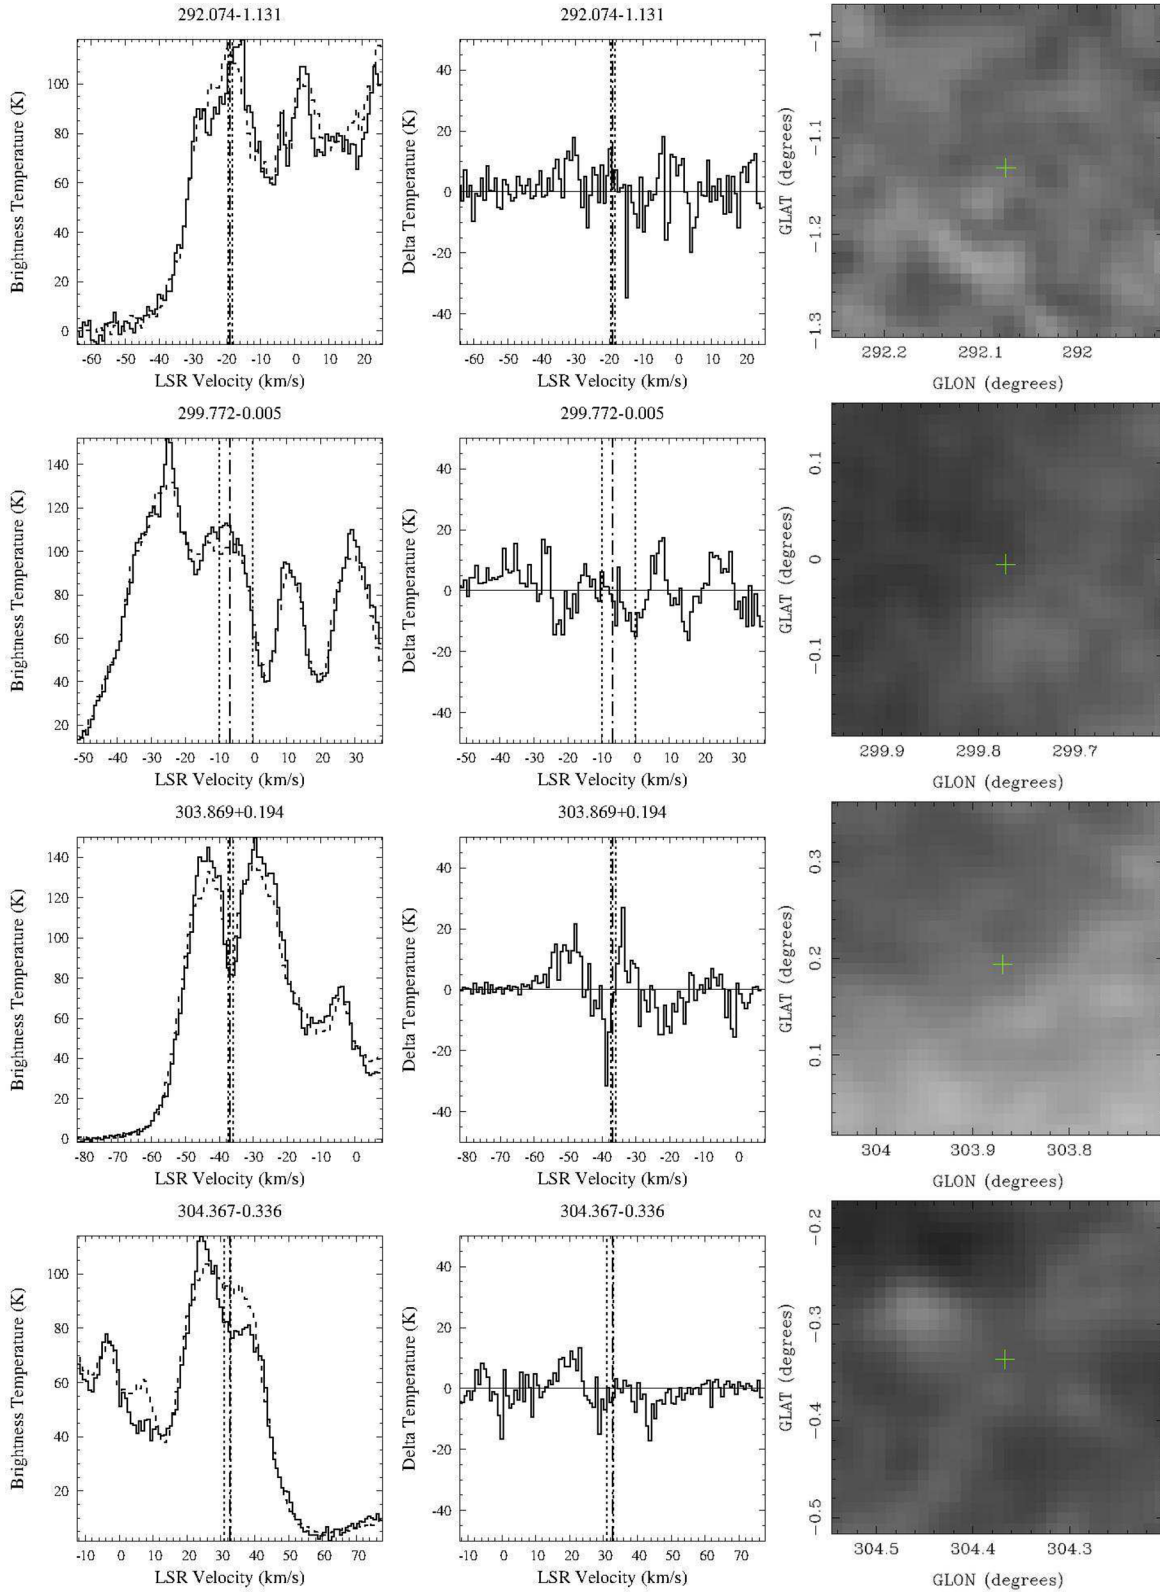 292.074-1.131
292.074-1.131
Brightness Temperature (K)
100
80
60
40
20
0
-60 -50 -40 -30 -20 -10 0 10 20
LSR Velocity (km/s)
Delta Temperature (K)
40
20
0
-20
-40
-60 -50 -40 -30 -20 -10 0 10 20
LSR Velocity (km/s)
GLAT (degrees)
-1
-1.1
-1.2
-1.3
292.2 292.1 292
GLON (degrees)
299.772-0.005
299.772-0.005
Brightness Temperature (K)
140
120
100
80
60
40
20
-50 -40 -30 -20 -10 0 10 20 30
LSR Velocity (km/s)
Delta Temperature (K)
40
20
0
-20
-40
-50 -40 -30 -20 -10 0 10 20 30
LSR Velocity (km/s)
GLAT (degrees)
0.1
0
-0.1
299.9 299.8 299.7
GLON (degrees)
303.869+0.194
303.869+0.194
Brightness Temperature (K)
140
120
100
80
60
40
20
0
-80 -70 -60 -50 -40 -30 -20 -10 0
LSR Velocity (km/s)
Delta Temperature (K)
40
20
0
-20
-40
-80 -70 -60 -50 -40 -30 -20 -10 0
LSR Velocity (km/s)
GLAT (degrees)
0.3
0.2
0.1
304 303.9 303.8
GLON (degrees)
304.367-0.336
304.367-0.336
Brightness Temperature (K)
100
80
60
40
20
-10 0 10 20 30 40 50 60 70
LSR Velocity (km/s)
Delta Temperature (K)
40
20
0
-20
-40
-10 0 10 20 30 40 50 60 70
LSR Velocity (km/s)
GLAT (degrees)
-0.2
-0.3
-0.4
-0.5
304.5 304.4 304.3
GLON (degrees)